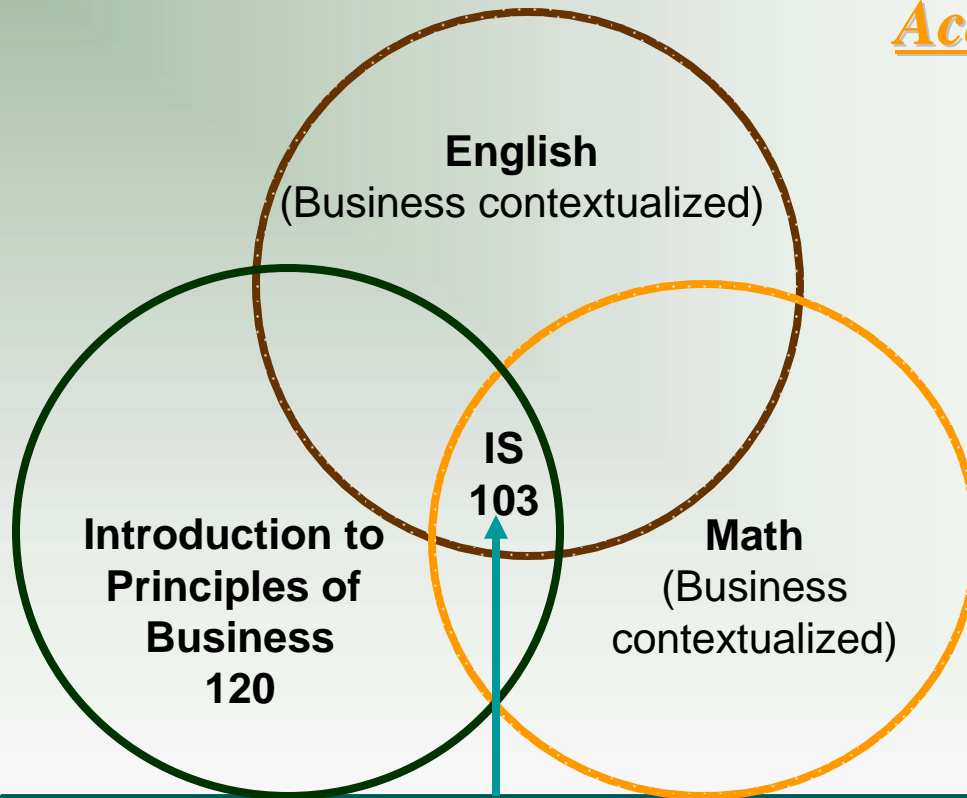 English
(Business contextualized)
IS
103
Introduction to
Principles of
Business
120
Math
(Business
contextualized)